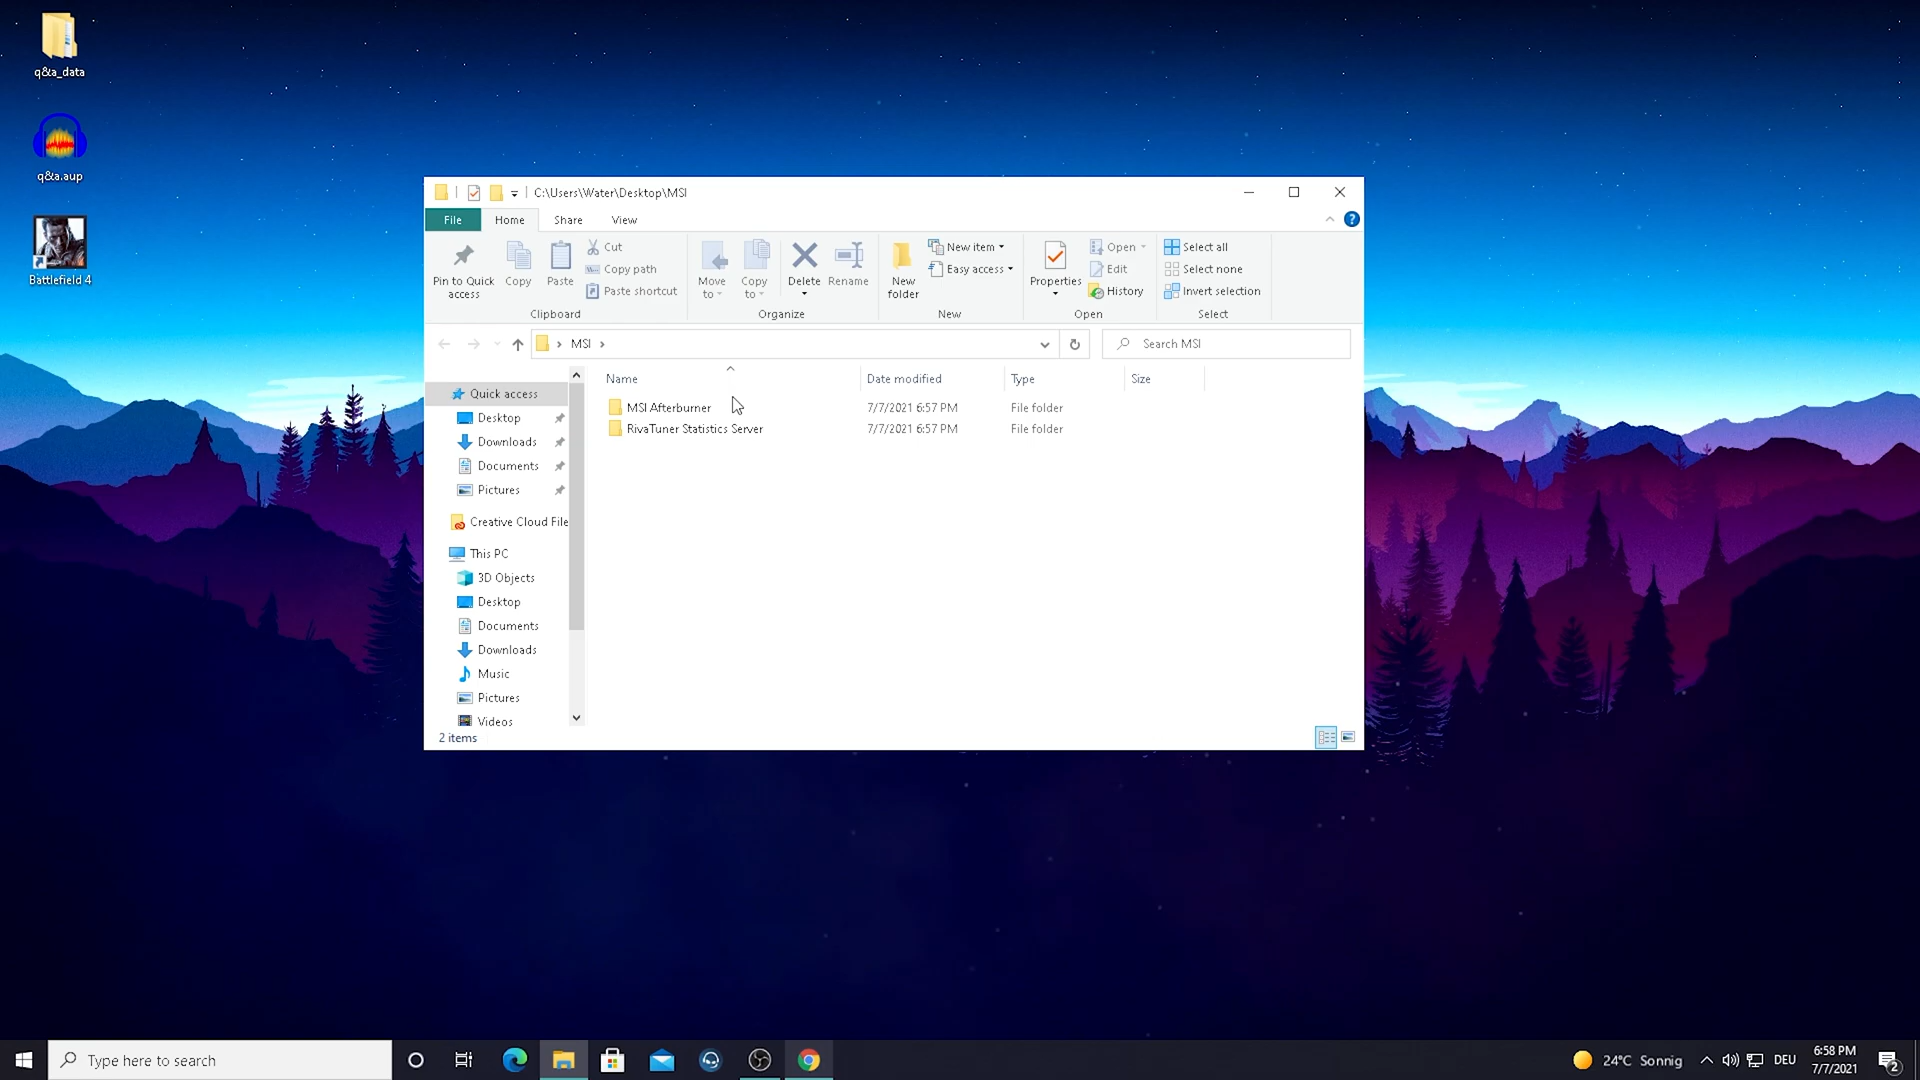 q&a_data
q&a.aup
Battlefield 4
C:\Users\Water\Desktop\MSI
File Home Share View
Pin to Quick access
Copy
Paste
Cut
Copy path
Paste shortcut
Clipboard
Move to
Copy to
Delete
Rename
Organize
New folder
New item
Easy access
New
Properties
Open
Edit
History
Open
Select all
Select none
Invert selection
Select
MSI
Search MSI
Name Date modified Type Size
MSI Afterburner 7/7/2021 6:57 PM File folder
RivaTuner Statistics Server 7/7/2021 6:57 PM File folder
Quick access
Desktop
Downloads
Documents
Pictures
Creative Cloud File
This PC
3D Objects
Desktop
Documents
Downloads
Music
Pictures
Videos
2 items
Type here to search
24°C Sonnig
DEU
6:58 PM
7/7/2021
2